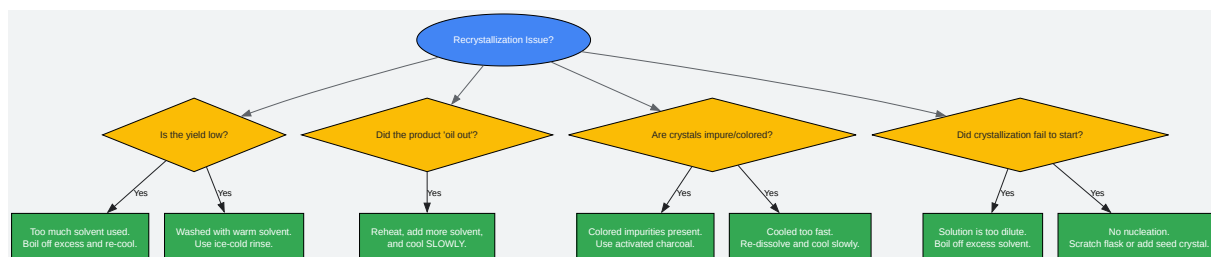 Recrystallization Issue?
Is the yield low?
Did the product 'oil out'?
Are crystals impure/colored?
Did crystallization fail to start?
Yes
Yes
Yes
Yes
Yes
Yes
Yes
Too much solvent used.
Boil off excess and re-cool.
Washed with warm solvent.
Use ice-cold rinse.
Reheat, add more solvent,
and cool SLOWLY.
Colored impurities present.
Use activated charcoal.
Cooled too fast.
Re-dissolve and cool slowly.
Solution is too dilute.
Boil off excess solvent.
No nucleation.
Scratch flask or add seed crystal.